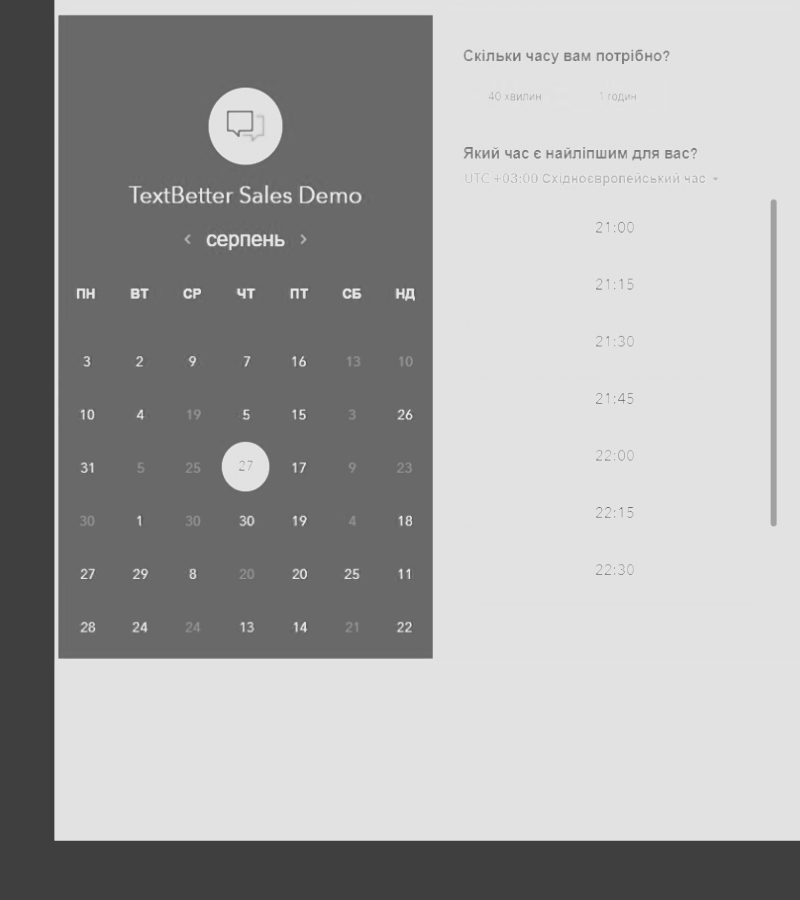 TextBetter Sales Demo
‹ серпень ›
ПН ВТ СР ЧТ ПТ СБ НД
3 2 9 7 16 13 10
10 4 19 5 15 3 26
31 5 25 27 17 9 23
30 1 30 30 19 4 18
27 29 8 20 20 25 11
28 24 24 13 14 21 22
Скільки часу вам потрібно?
40 хвилин 1 годин
Який час є найліпшим для вас?
UTC +03:00 Східноєвропейський час
21:00
21:15
21:30
21:45
22:00
22:15
22:30